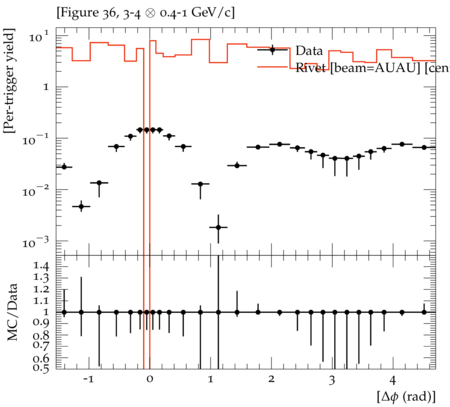 [Figure 36, 3-4 ⊗ 0.4-1 GeV/c]
[Per-trigger yield]
10¹
1
10⁻¹
10⁻²
10⁻³
Data
Rivet [beam=AUAU] [cen
MC/Data
1.4
1.3
1.2
1.1
1
0.9
0.8
0.7
0.6
0.5
-1 0 1 2 3 4
[Δϕ (rad)]